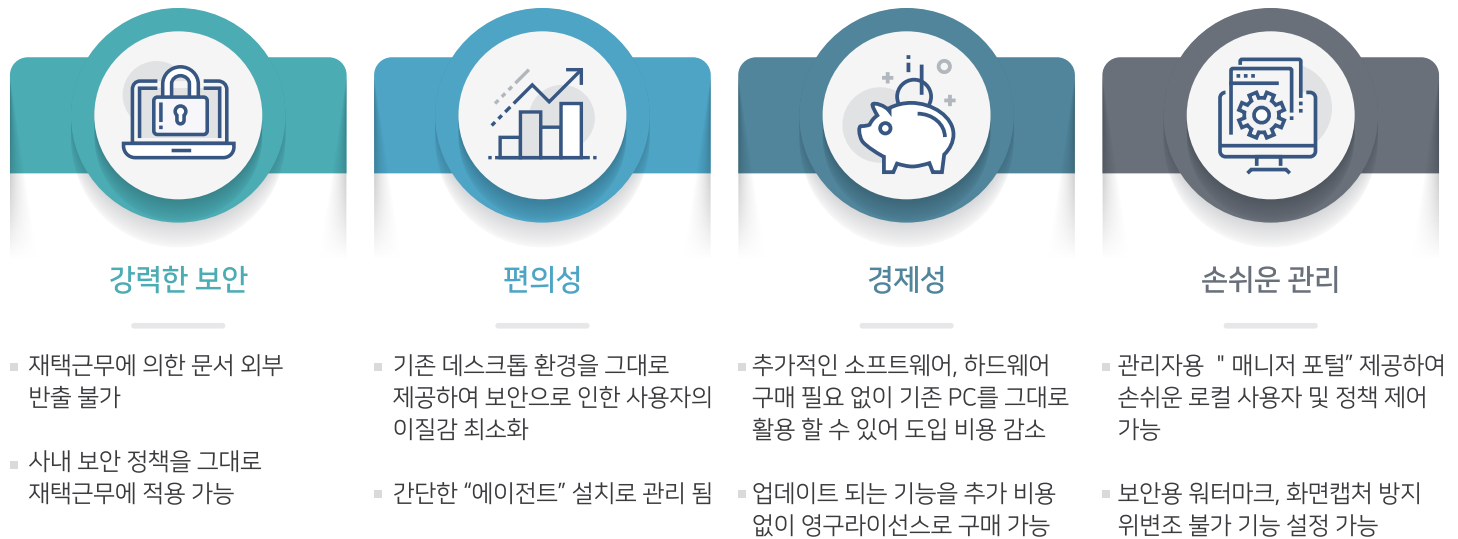 강력한 보안
재택근무에 의한 문서 외부
반출 불가
사내 보안 정책을 그대로
재택근무에 적용 가능
편의성
기존 데스크톱 환경을 그대로
제공하여 보안으로 인한 사용자의
이질감 최소화
간단한 “에이전트” 설치로 관리 됨
경제성
추가적인 소프트웨어, 하드웨어
구매 필요 없이 기존 PC를 그대로
활용 할 수 있어 도입 비용 감소
업데이트 되는 기능을 추가 비용
없이 영구라이선스로 구매 가능
손쉬운 관리
관리자용 " 매니저 포털” 제공하여
손쉬운 로컬 사용자 및 정책 제어
가능
보안용 워터마크, 화면캡처 방지
위변조 불가 기능 설정 가능